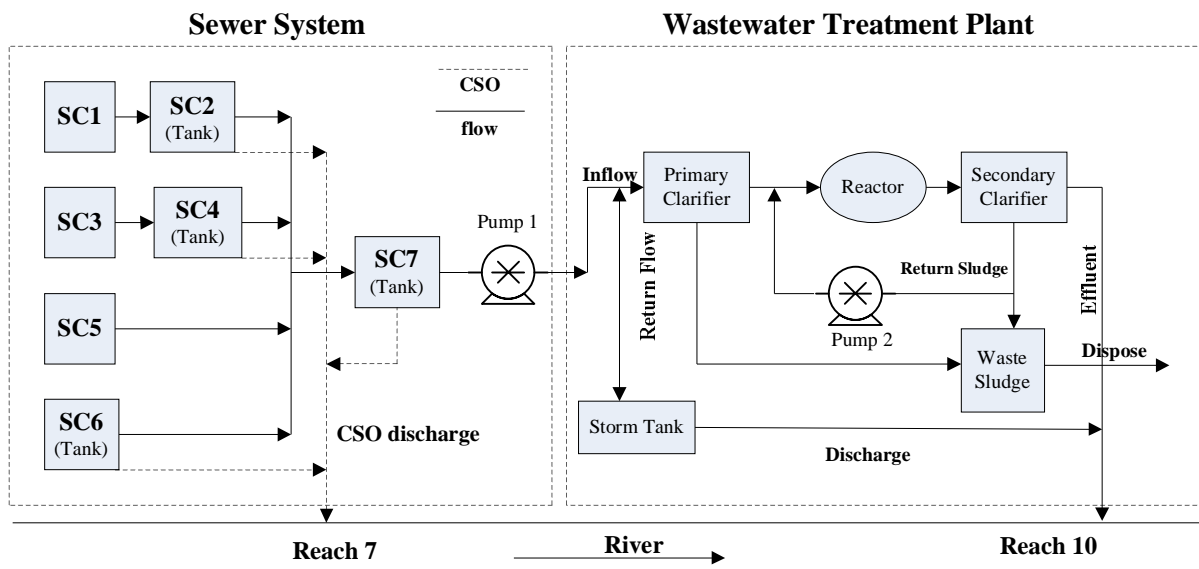 Sewer System
Wastewater Treatment Plant
CSO
flow
SC1
SC2
(Tank)
SC3
SC4
(Tank)
SC5
SC6
(Tank)
SC7
(Tank)
Pump 1
CSO discharge
Inflow
Primary
Clarifier
Reactor
Secondary
Clarifier
Return Flow
Return Sludge
Pump 2
Effluent
Waste
Sludge
Dispose
Storm Tank
Discharge
Reach 7
River
Reach 10